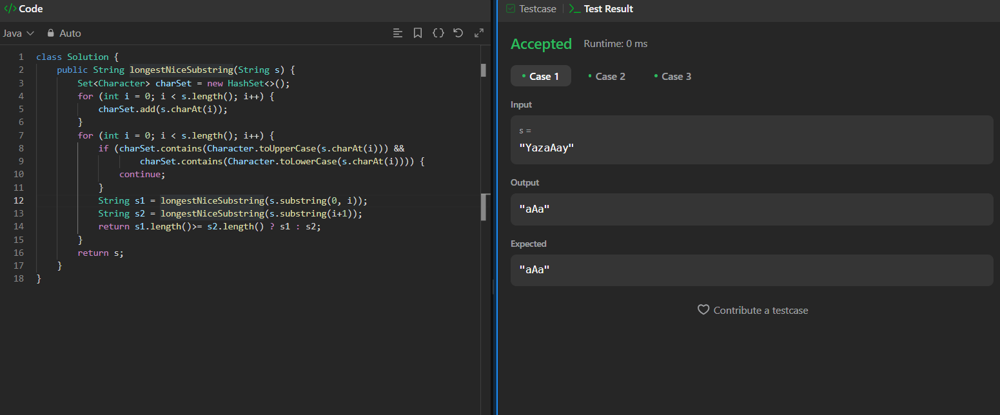 </> Code
Java Auto
1 class Solution {
2 public String longestNiceSubstring(String s) {
3 Set<Character> charSet = new HashSet<>();
4 for (int i = 0; i < s.length(); i++) {
5 charSet.add(s.charAt(i));
6 }
7 for (int i = 0; i < s.length(); i++) {
8 if (charSet.contains(Character.toUpperCase(s.charAt(i))) &&
9 charSet.contains(Character.toLowerCase(s.charAt(i)))) {
10 continue;
11 }
12 String s1 = longestNiceSubstring(s.substring(0, i));
13 String s2 = longestNiceSubstring(s.substring(i+1));
14 return s1.length()>= s2.length() ? s1 : s2;
15 }
16 return s;
17 }
18 }
Testcase | >_ Test Result
Accepted Runtime: 0 ms
• Case 1 • Case 2 • Case 3
Input
s =
"YazaAay"
Output
"aAa"
Expected
"aAa"
Contribute a testcase